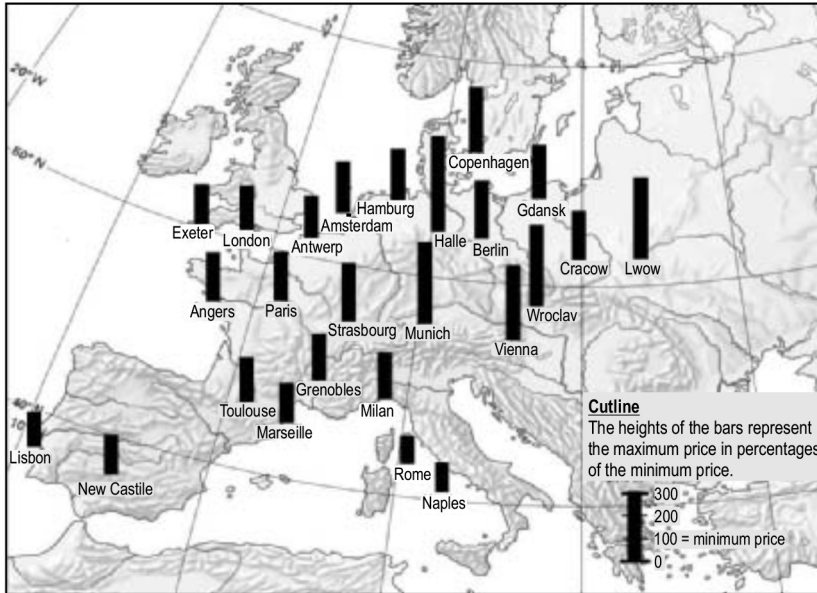 20°W
50° N
40° N
10°
Copenhagen
Hamburg
Gdansk
Exeter
London
Amsterdam
Antwerp
Halle
Berlin
Cracow
Lwow
Angers
Paris
Strasbourg
Munich
Wroclav
Vienna
Grenobles
Toulouse
Milan
Marseille
Lisbon
New Castile
Rome
Naples
Cutline
The heights of the bars represent
the maximum price in percentages
of the minimum price.
300
200
100 = minimum price
0